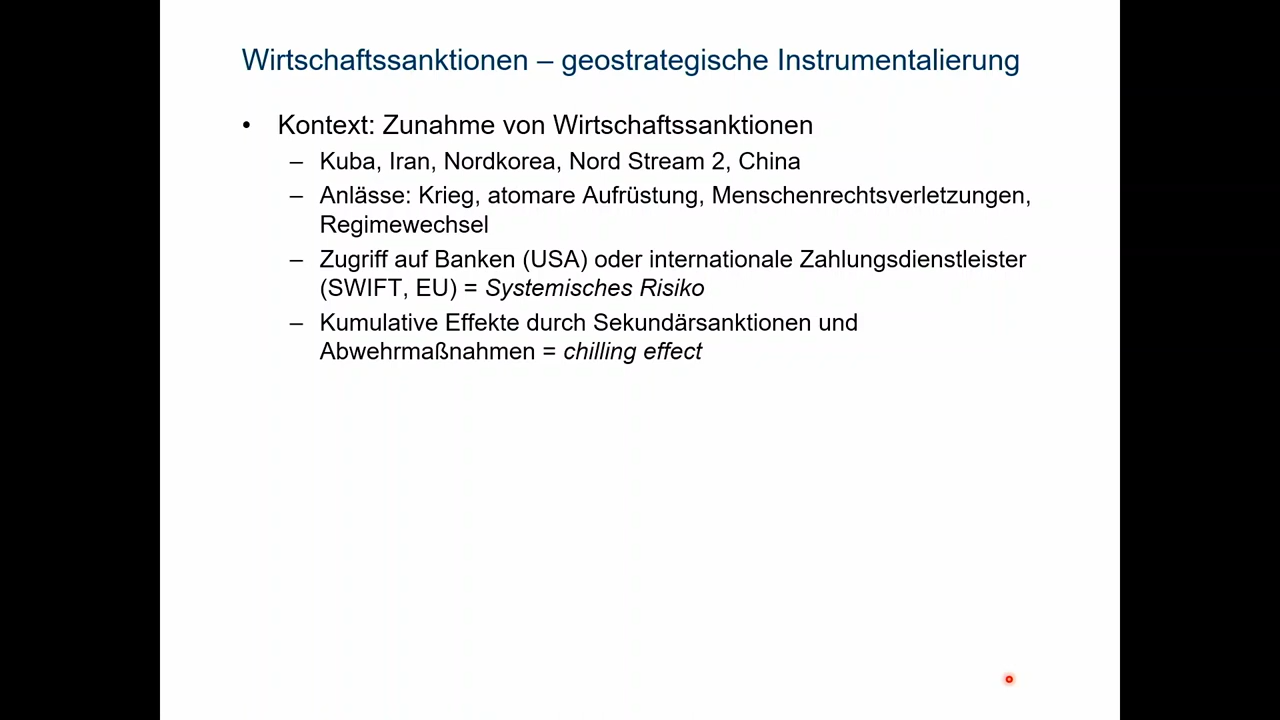 Wirtschaftssanktionen – geostrategische Instrumentalierung
• Kontext: Zunahme von Wirtschaftssanktionen
– Kuba, Iran, Nordkorea, Nord Stream 2, China
– Anlässe: Krieg, atomare Aufrüstung, Menschenrechtsverletzungen,
Regimewechsel
– Zugriff auf Banken (USA) oder internationale Zahlungsdienstleister
(SWIFT, EU) = Systemisches Risiko
– Kumulative Effekte durch Sekundärsanktionen und
Abwehrmaßnahmen = chilling effect